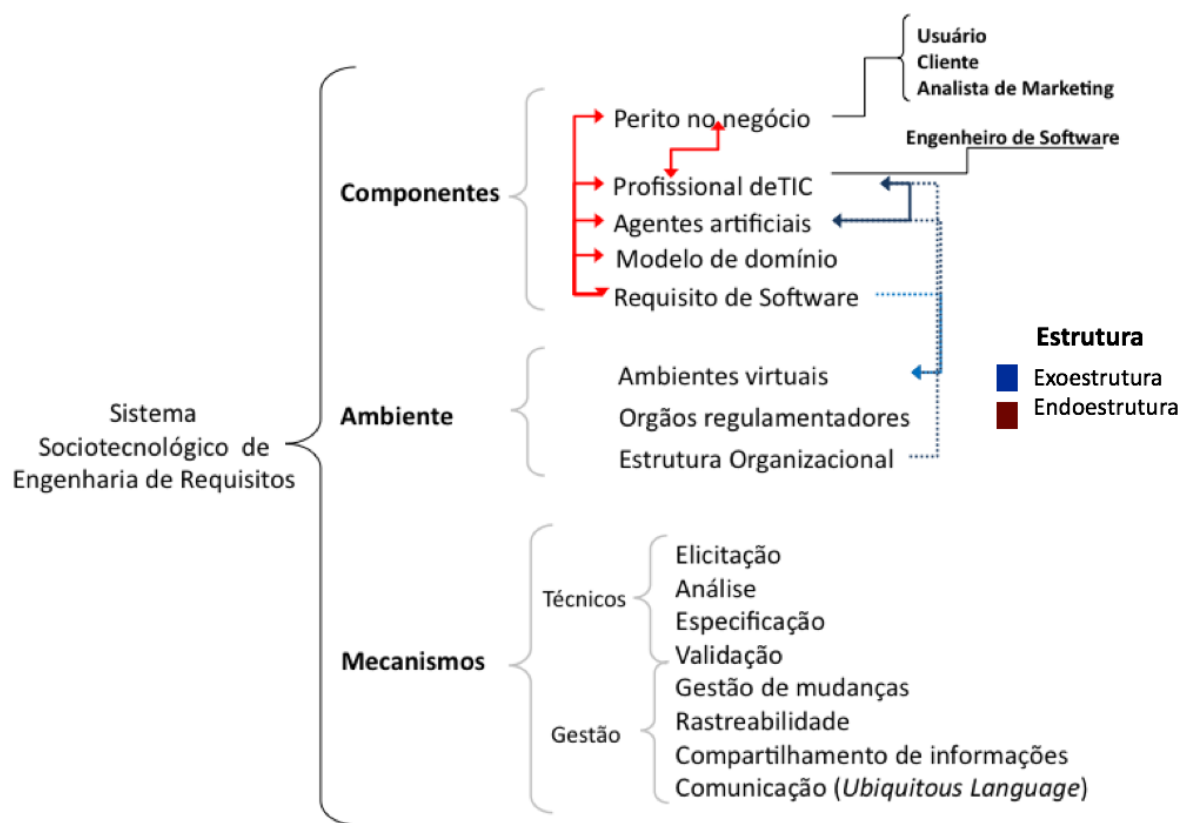 Usuário
Cliente
Analista de Marketing
Perito no negócio
Engenheiro de Software
Componentes
Profissional deTIC
Agentes artificiais
Modelo de domínio
Requisito de Software
Estrutura
Exoestrutura
Endoestrutura
Ambiente
Ambientes virtuais
Orgãos regulamentadores
Estrutura Organizacional
Sistema
Sociotecnológico de
Engenharia de Requisitos
Mecanismos
Técnicos
Elicitação
Análise
Especificação
Validação
Gestão
Gestão de mudanças
Rastreabilidade
Compartilhamento de informações
Comunicação (Ubiquitous Language)